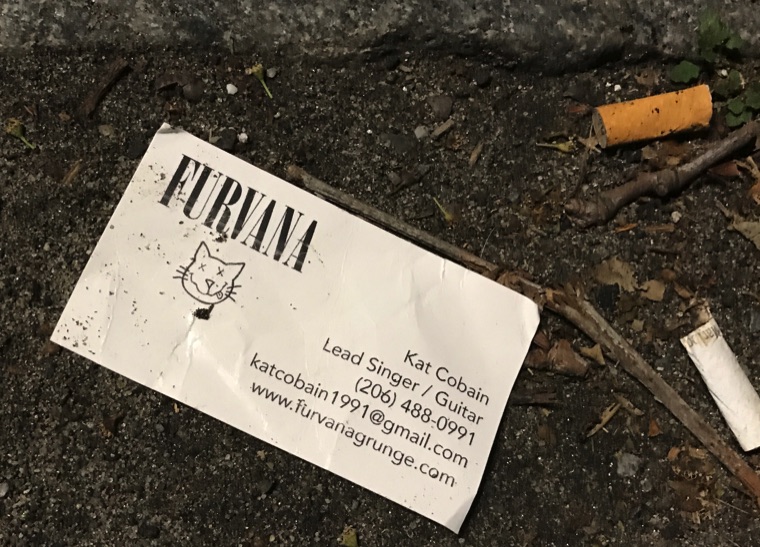 FURVANA
Kat Cobain
Lead Singer / Guitar
(206) 488-0991
katcobain1991@gmail.com
www.furvanagrunge.com